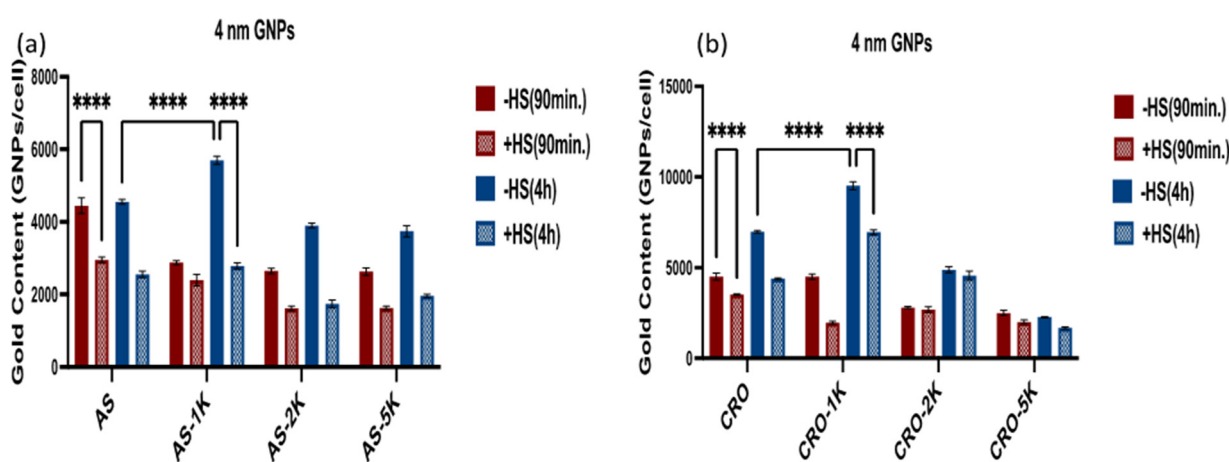 (a)
4 nm GNPs
Gold Content (GNPs/cell)
8000
6000
4000
2000
0
**** **** ****
AS
AS-1K
AS-2K
AS-5K
-HS(90min.)
+HS(90min.)
-HS(4h)
+HS(4h)
(b)
4 nm GNPs
Gold Content (GNPs/cell)
15000
10000
5000
0
**** **** ****
CRO
CRO-1K
CRO-2K
CRO-5K
-HS(90min.)
+HS(90min.)
-HS(4h)
+HS(4h)